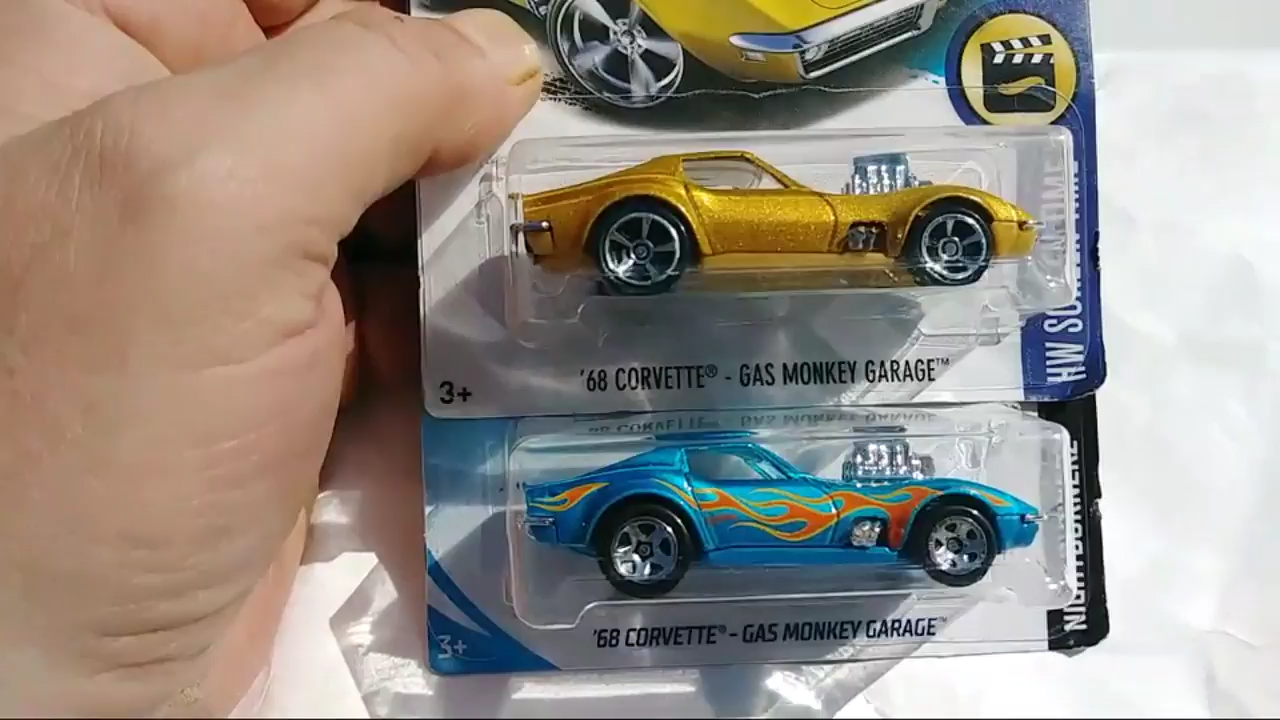 HW SCREEN TIME
'68 CORVETTE® - GAS MONKEY GARAGE™
3+
NIGHTBURNERZ
'68 CORVETTE® - GAS MONKEY GARAGE™
3+